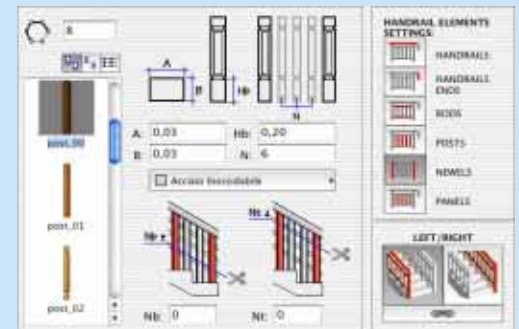 8
HANDRAIL ELEMENTS
SETTINGS:
HANDRAILS
HANDRAILS
ENDS
RODS
POSTS
NEWELS
PANELS
A
B
Hb
N
A: 0,03 Hb: 0,20
B: 0,03 N: 6
Acciaio Inossidabile
post_00
post_01
post_02
Nb
Nt
Nb: 0 Nt: 0
LEFT/RIGHT